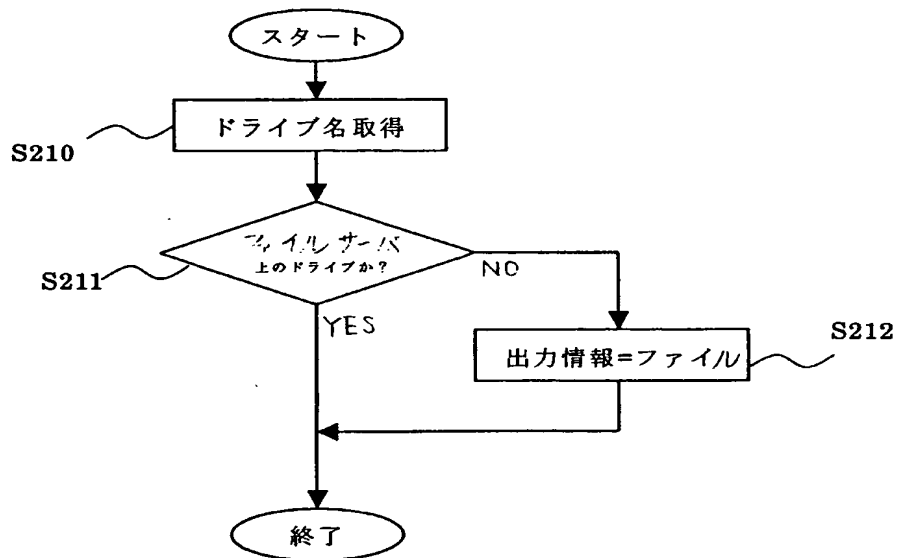 スタート
ドライブ名取得
S210
ファイルサーバ
上のドライブか?
S211
NO
YES
出力情報=ファイル
S212
終了